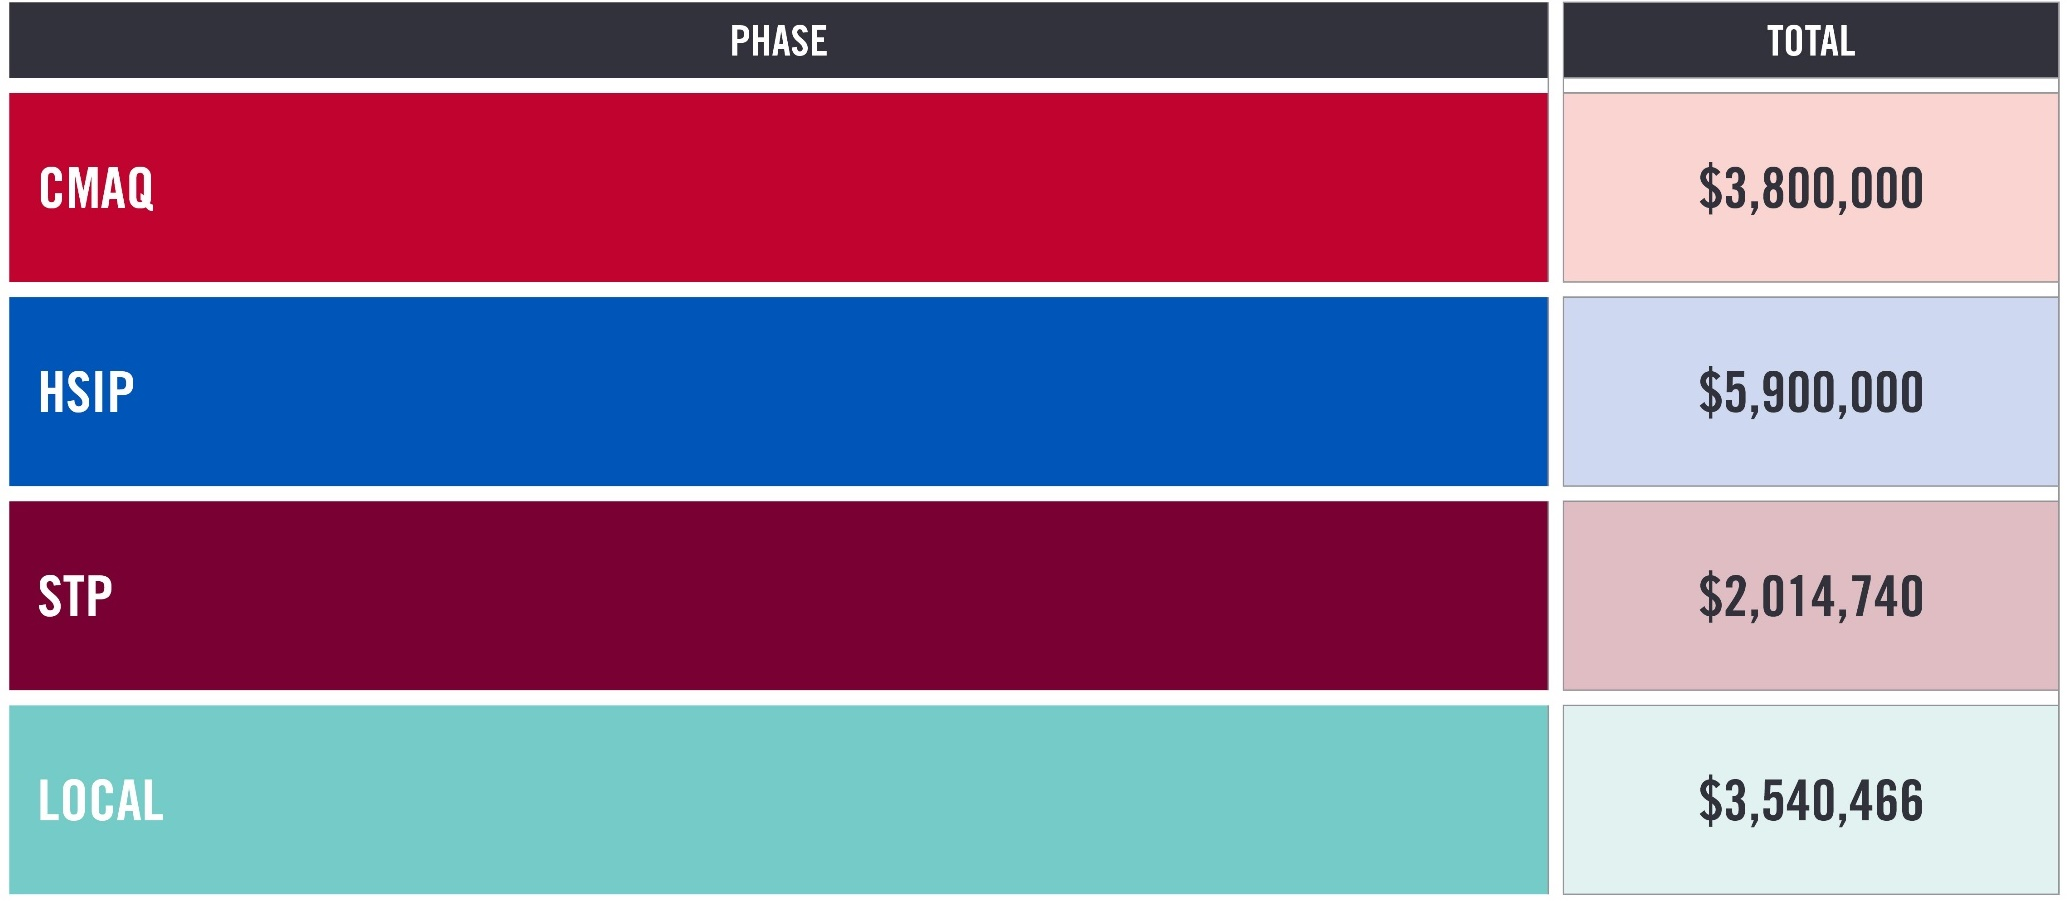 PHASE TOTAL
CMAQ $3,800,000
HSIP $5,900,000
STP $2,014,740
LOCAL $3,540,466